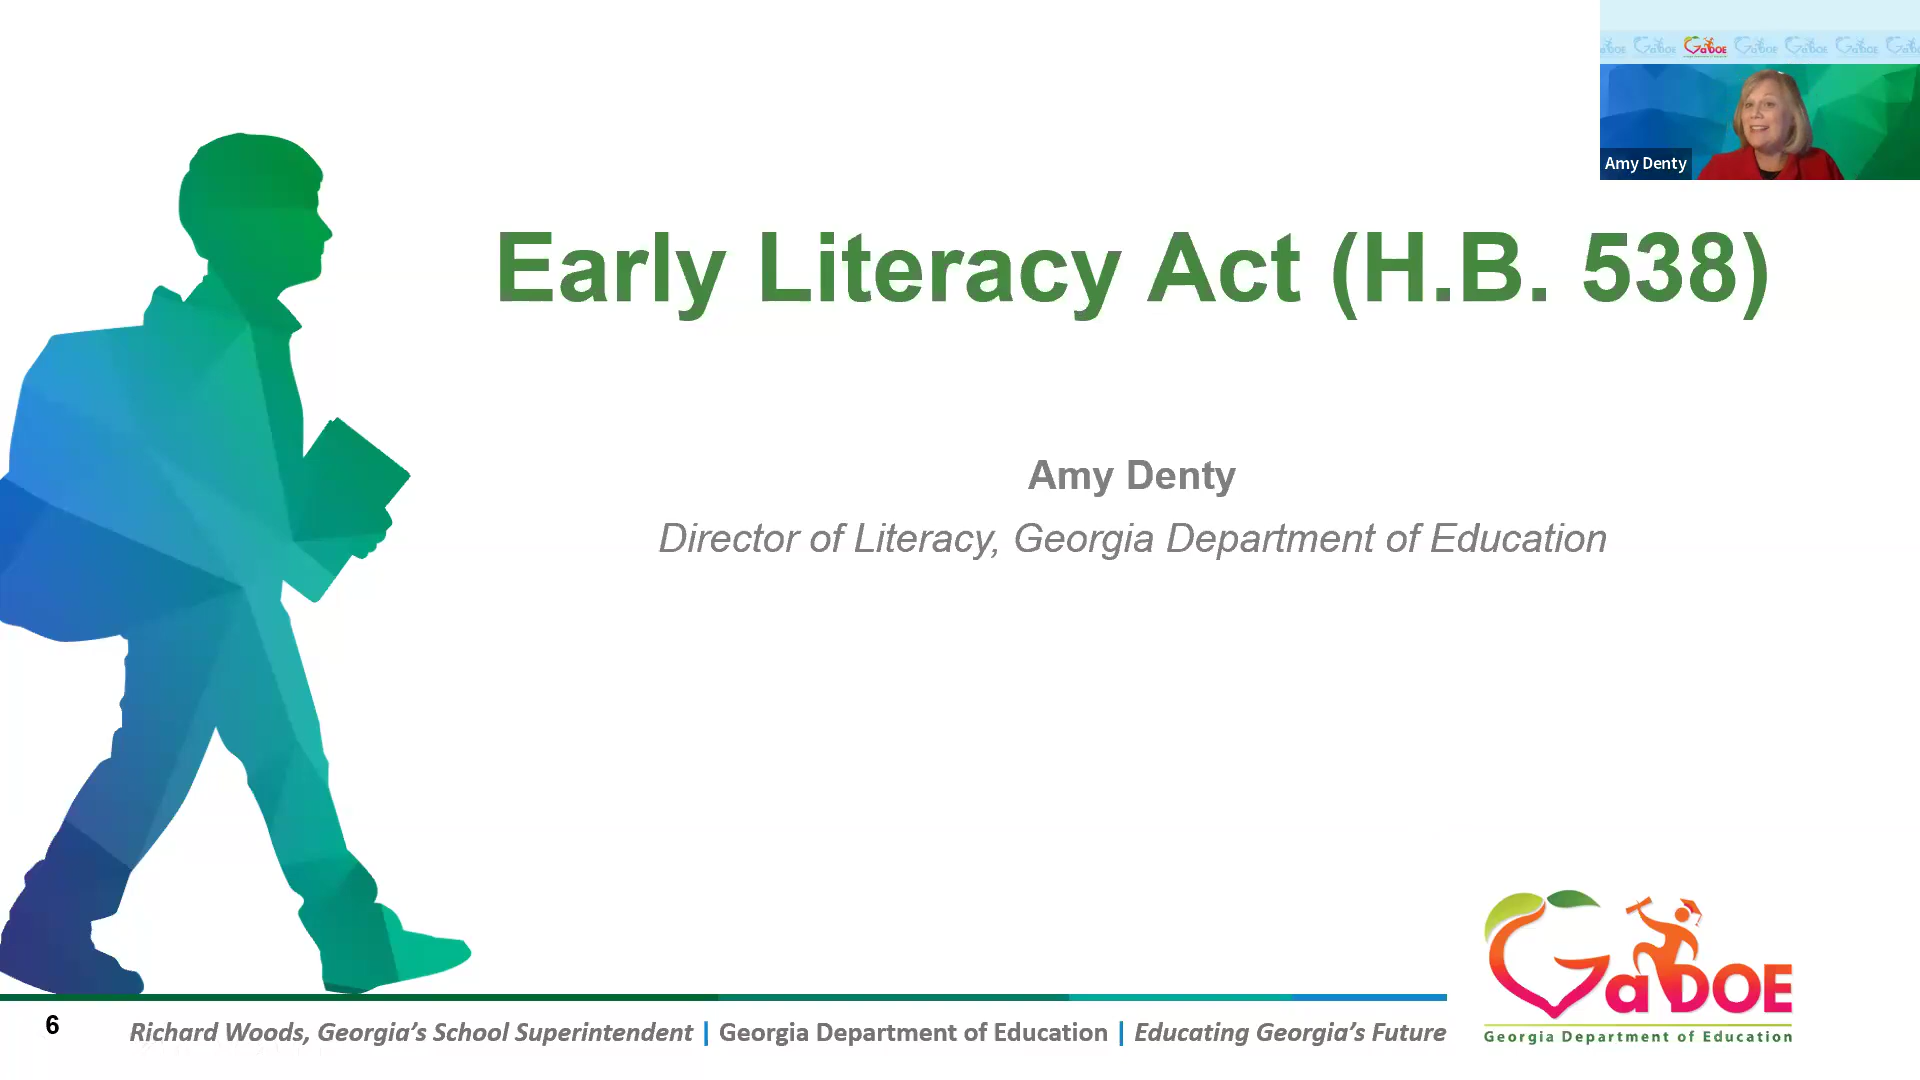 GaDOE
Amy Denty
Early Literacy Act (H.B. 538)
Amy Denty
Director of Literacy, Georgia Department of Education
6
Richard Woods, Georgia’s School Superintendent | Georgia Department of Education | Educating Georgia’s Future
GaDOE
Georgia Department of Education